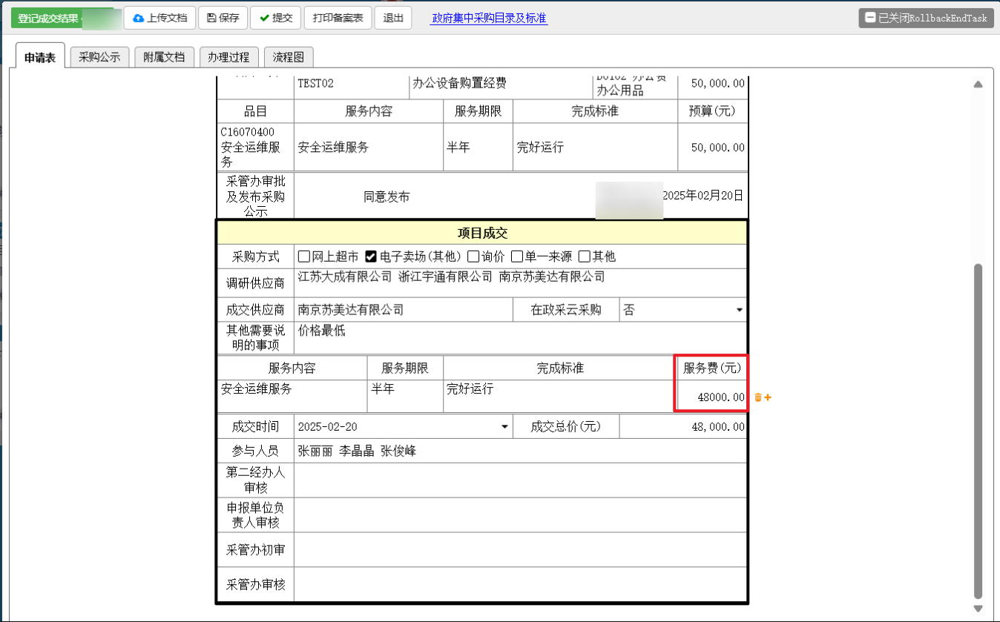 登记成交结果
上传文档 保存 提交 打印备案表 退出 政府集中采购目录及标准 已关闭RollbackEndTask
申请表 采购公示 附属文档 办理过程 流程图
TEST02 办公设备购置经费 办公用品 50,000.00
品目 服务内容 服务期限 完成标准 预算(元)
C16070400
安全运维服
务 安全运维服务 半年 完好运行 50,000.00
采管办审批
及发布采购
公示 同意发布 2025年02月20日
项目成交
采购方式 网上超市 电子卖场(其他) 询价 单一来源 其他
调研供应商 江苏大成有限公司 浙江宇通有限公司 南京苏美达有限公司
成交供应商 南京苏美达有限公司 在政采云采购 否
其他需要说
明的事项 价格最低
服务内容 服务期限 完成标准 服务费(元)
安全运维服务 半年 完好运行 48000.00
成交时间 2025-02-20 成交总价(元) 48,000.00
参与人员 张丽丽 李晶晶 张俊峰
第二经办人
审核
申报单位负
责人审核
采管办初审
采管办审核